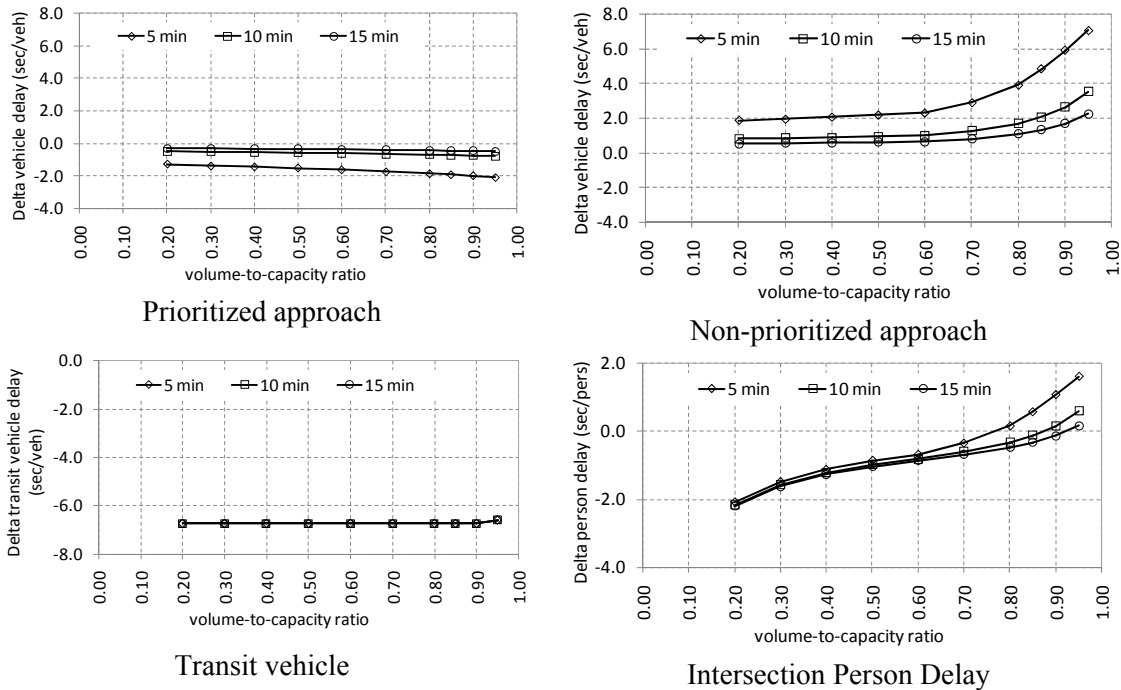 Delta vehicle delay (sec/veh)
8.0
6.0
4.0
2.0
0.0
-2.0
-4.0
5 min 10 min 15 min
0.00 0.10 0.20 0.30 0.40 0.50 0.60 0.70 0.80 0.90 1.00
volume-to-capacity ratio
Prioritized approach
Delta vehicle delay (sec/veh)
8.0
6.0
4.0
2.0
0.0
-2.0
-4.0
5 min 10 min 15 min
0.00 0.10 0.20 0.30 0.40 0.50 0.60 0.70 0.80 0.90 1.00
volume-to-capacity ratio
Non-prioritized approach
Delta transit vehicle delay
(sec/veh)
0.0
-2.0
-4.0
-6.0
-8.0
5 min 10 min 15 min
0.00 0.10 0.20 0.30 0.40 0.50 0.60 0.70 0.80 0.90 1.00
volume-to-capacity ratio
Transit vehicle
Delta person delay (sec/pers)
2.0
0.0
-2.0
-4.0
5 min 10 min 15 min
0.00 0.10 0.20 0.30 0.40 0.50 0.60 0.70 0.80 0.90 1.00
volume-to-capacity ratio
Intersection Person Delay